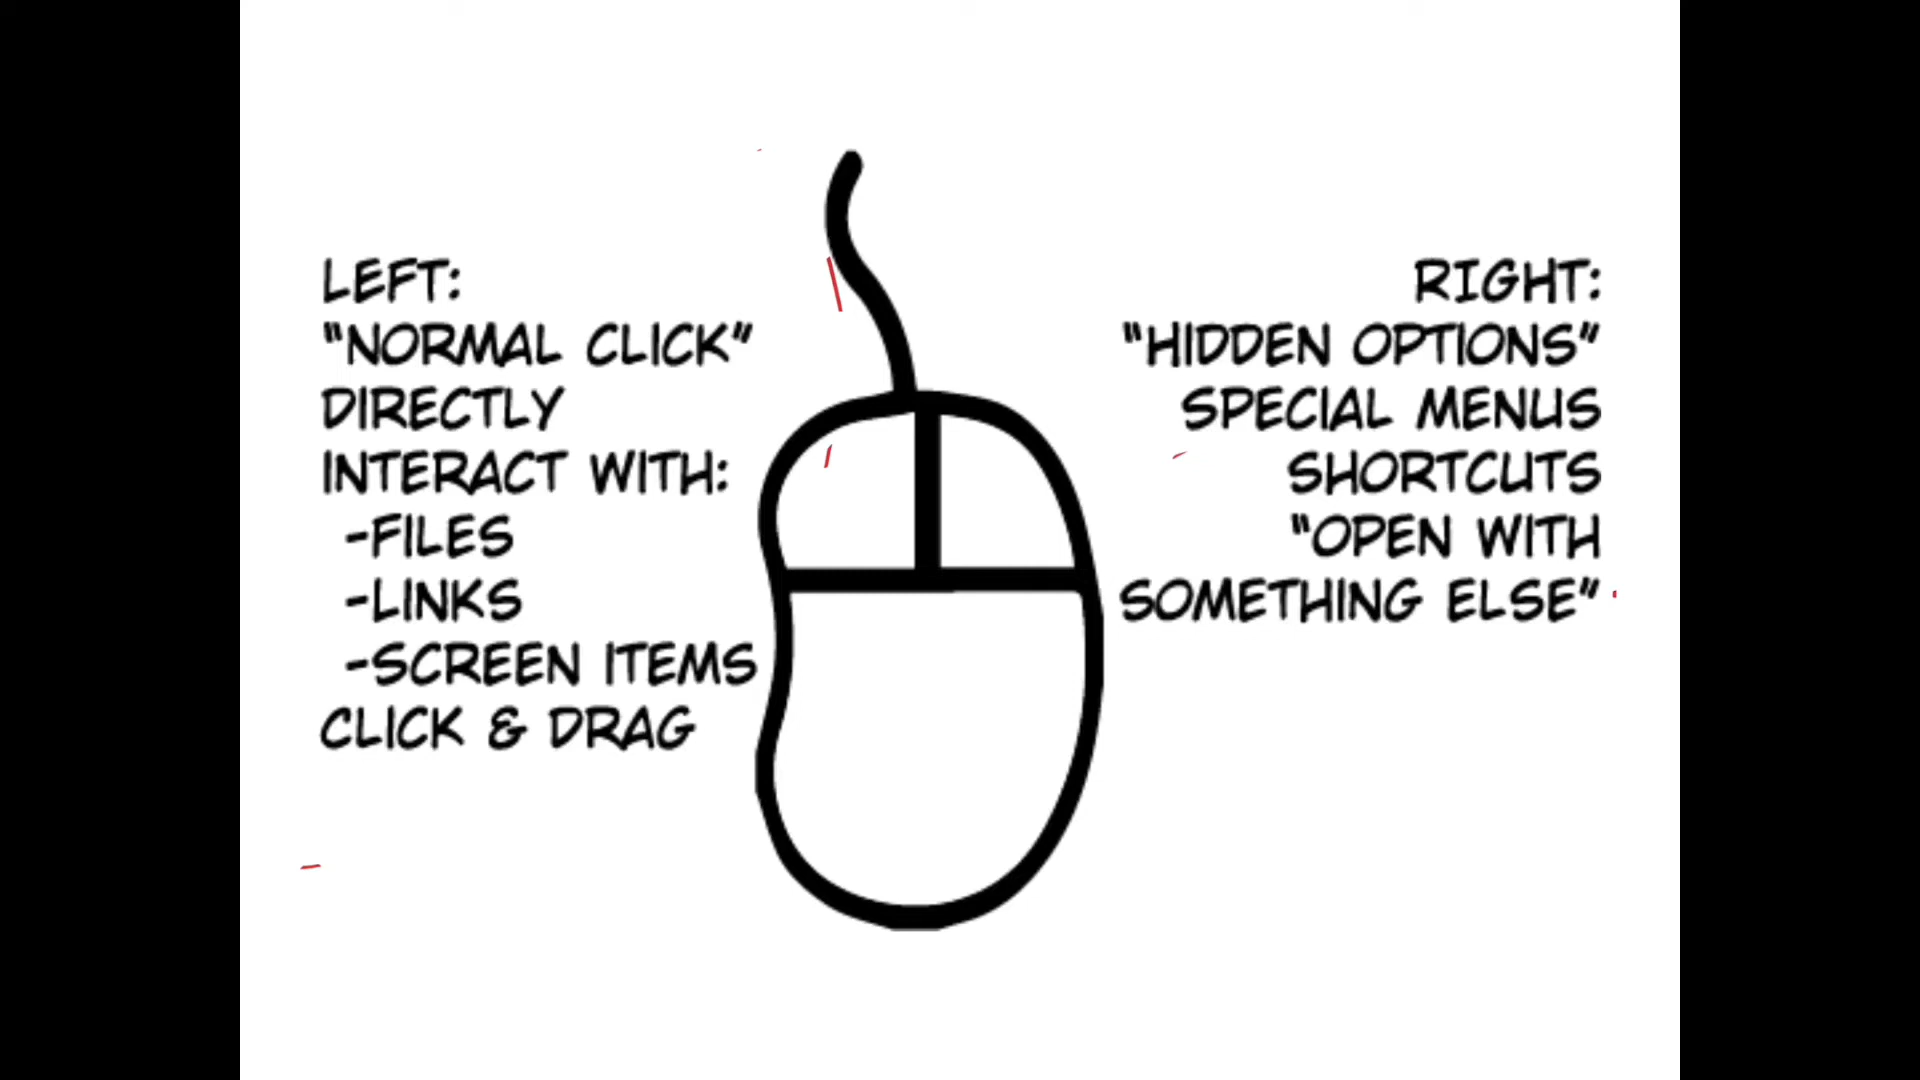 LEFT:
"NORMAL CLICK"
DIRECTLY
INTERACT WITH:
-FILES
-LINKS
-SCREEN ITEMS
CLICK & DRAG
RIGHT:
"HIDDEN OPTIONS"
SPECIAL MENUS
SHORTCUTS
"OPEN WITH
SOMETHING ELSE"